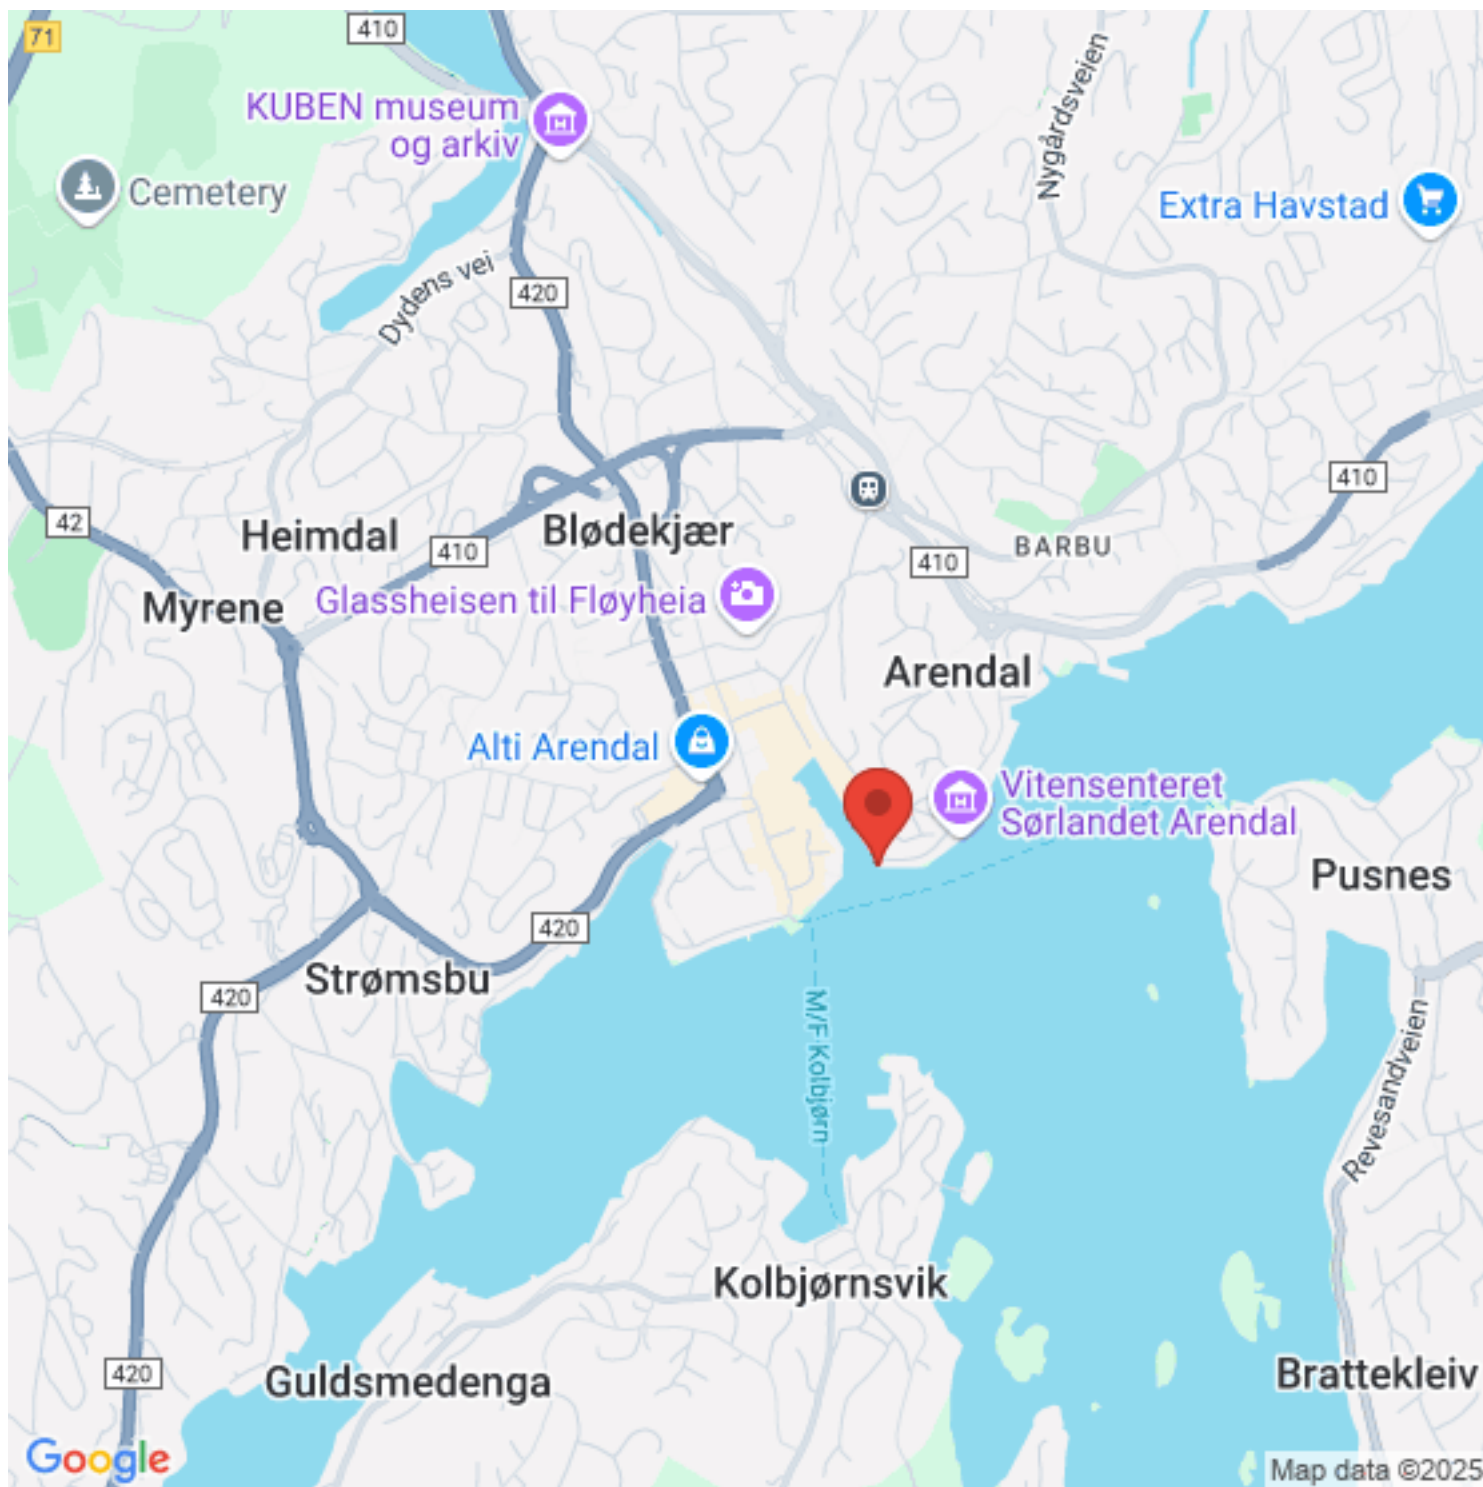 71
410
KUBEN museum
og arkiv
Cemetery
Nygårdsveien
Extra Havstad
Dydens vei
420
410
42
Heimdal
410
Blødekjær
410
BARBU
Myrene
Glassheisen til Fløyheia
Arendal
Alti Arendal
Vitensenteret
Sørlandet Arendal
Pusnes
420
Strømsbu
420
M/F Kolbjørn
Revesandveien
Kolbjørnsvik
420
Guldsmedenga
Brattekleiv
Google
Map data ©2025